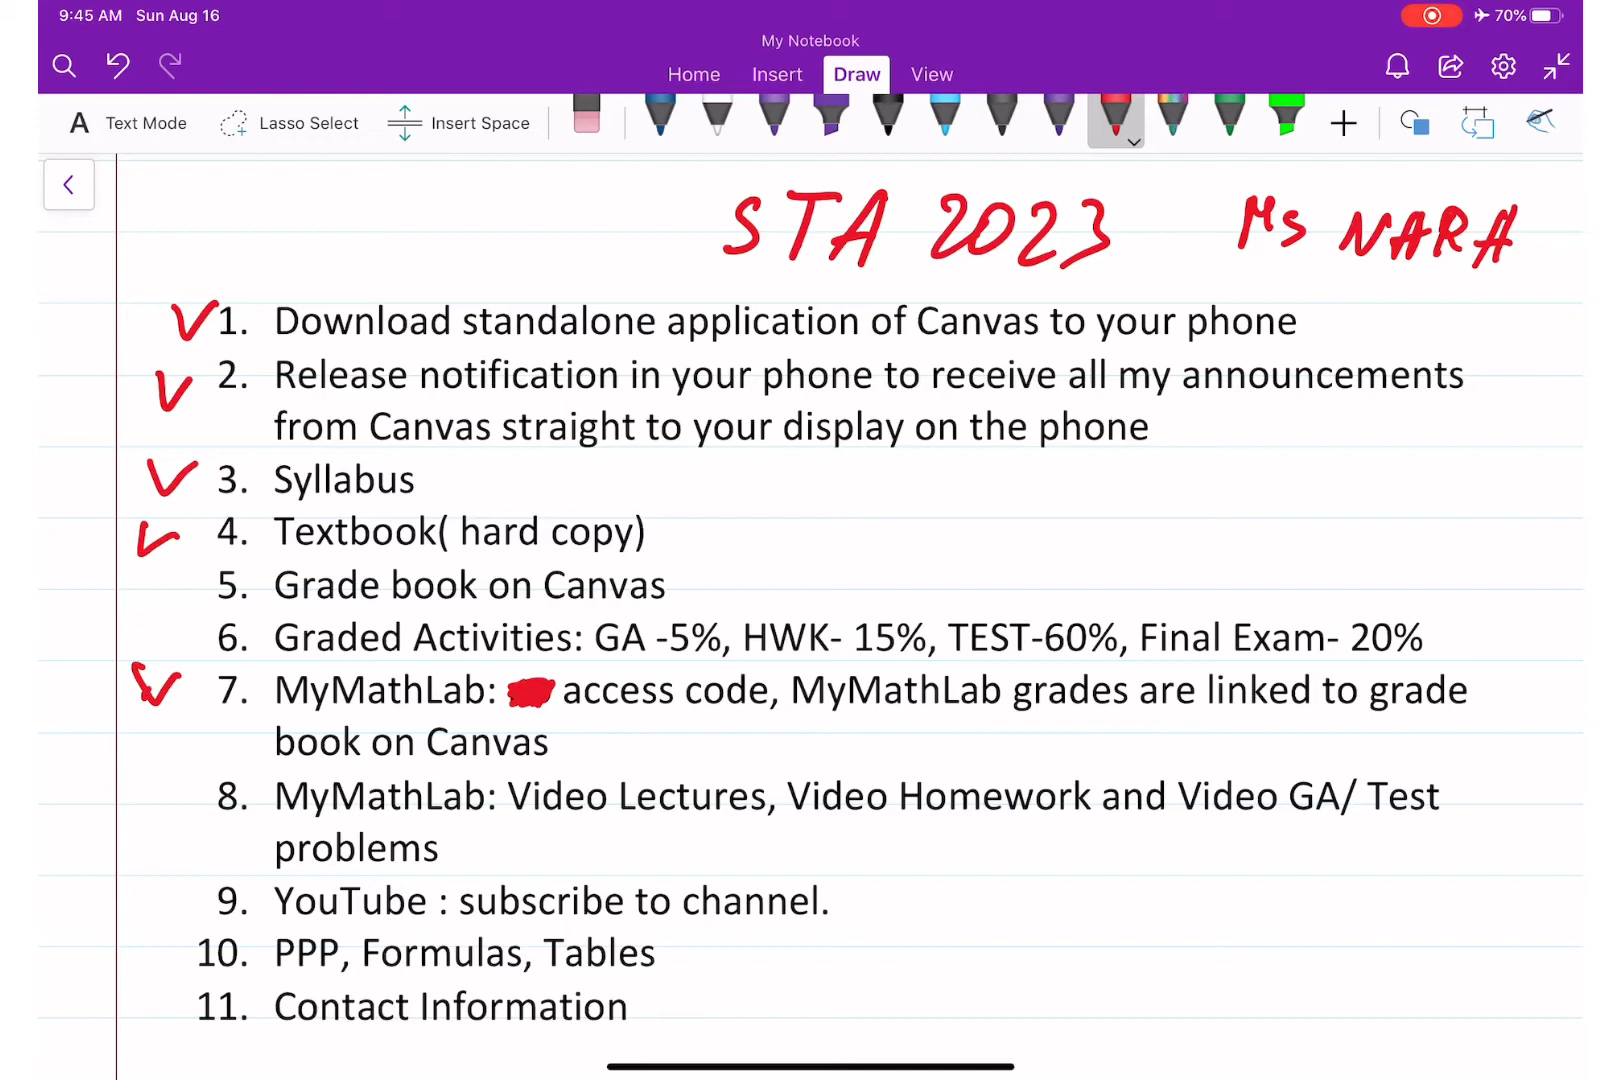 9:45 AM Sun Aug 16 70%
My Notebook
Home Insert Draw View
A Text Mode Lasso Select Insert Space
STA 2023 Ms NARA
1. Download standalone application of Canvas to your phone
2. Release notification in your phone to receive all my announcements
from Canvas straight to your display on the phone
3. Syllabus
4. Textbook( hard copy)
5. Grade book on Canvas
6. Graded Activities: GA -5%, HWK- 15%, TEST-60%, Final Exam- 20%
7. MyMathLab: access code, MyMathLab grades are linked to grade
book on Canvas
8. MyMathLab: Video Lectures, Video Homework and Video GA/ Test
problems
9. YouTube : subscribe to channel.
10. PPP, Formulas, Tables
11. Contact Information